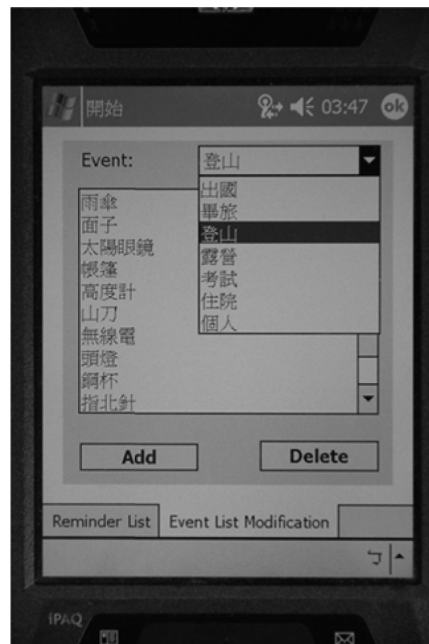 開始 03:47 ok
Event: 登山
出國
畢旅
登山
露營
考試
住院
個人
雨傘
面子
太陽眼鏡
帳篷
高度計
山刀
無線電
頭燈
鋼杯
指北針
Add Delete
Reminder List Event List Modification
ㄅ
iPAQ